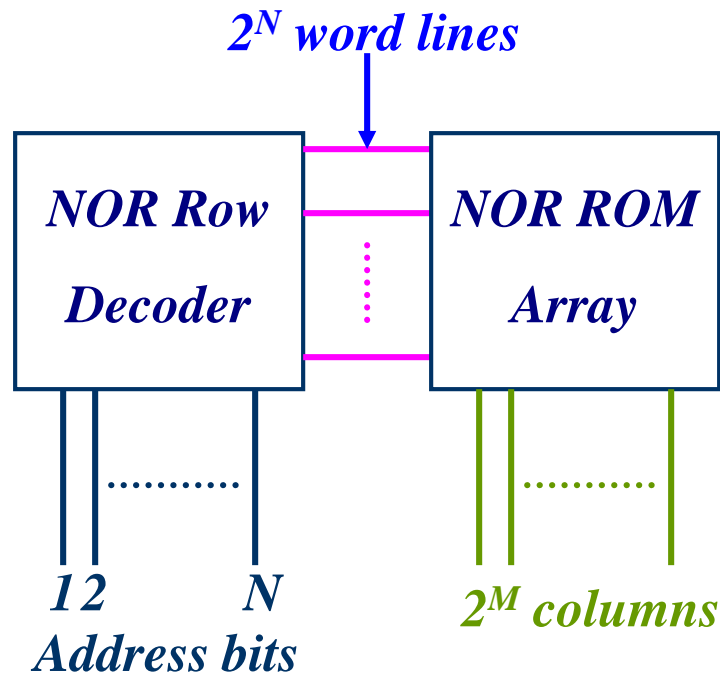 2^N word lines
NOR Row
Decoder
NOR ROM
Array
1 2 N
Address bits
2^M columns